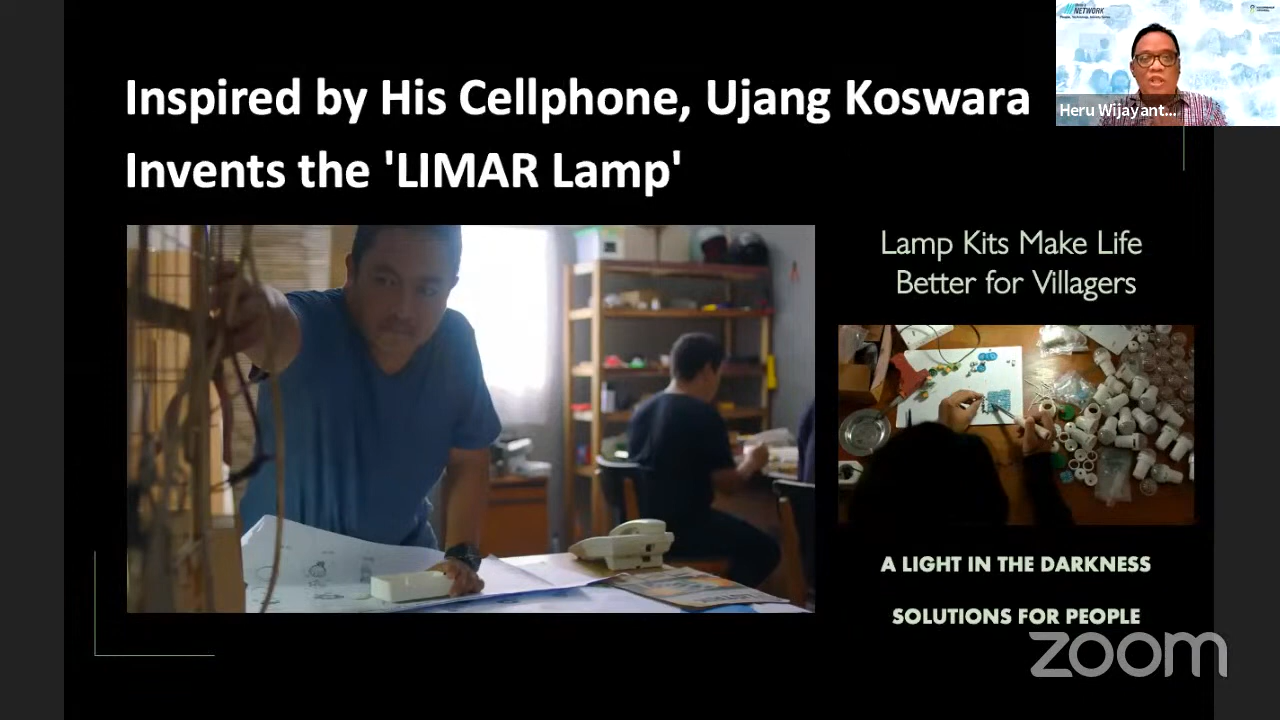 Inspired by His Cellphone, Ujang Koswara
Invents the 'LIMAR Lamp'
NETWORK
Heru Wijayant...
Lamp Kits Make Life
Better for Villagers
A LIGHT IN THE DARKNESS
SOLUTIONS FOR PEOPLE
zoom